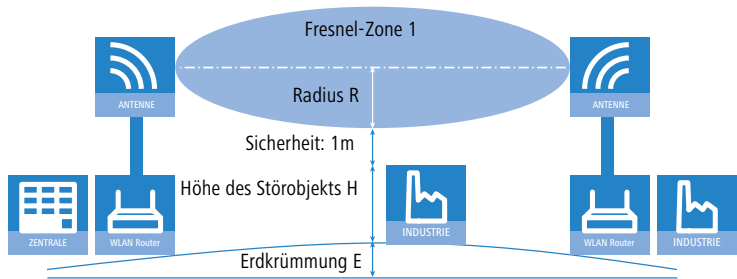 Fresnel-Zone 1
ANTENNE
ANTENNE
Radius R
Sicherheit: 1m
Höhe des Störobjekts H
ZENTRALE
WLAN Router
INDUSTRIE
WLAN Router
INDUSTRIE
Erdkrümmung E